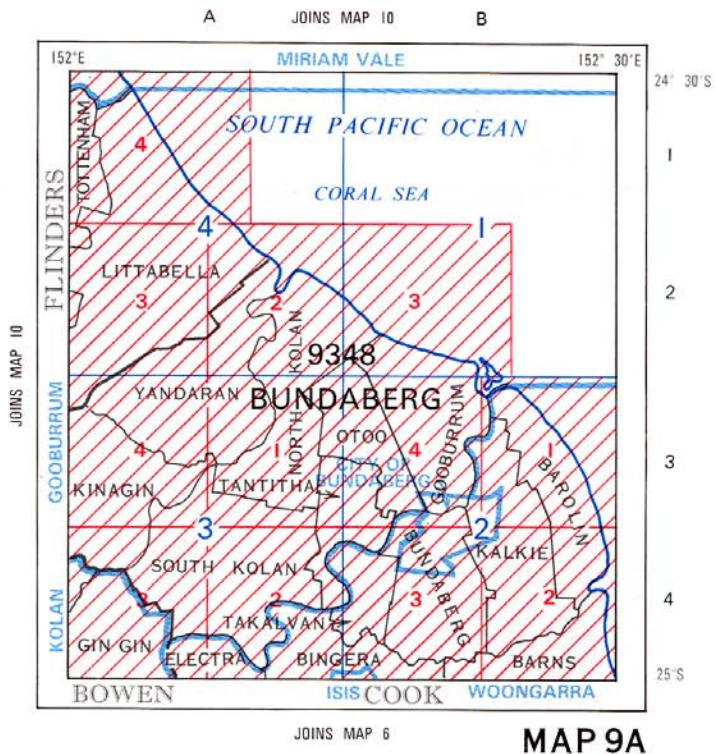 A JOINS MAP 10 B
152° MIRIAM VALE 152° 30'E
24° 30'S
SOUTH PACIFIC OCEAN
4
TOTTENHAM
1
CORAL SEA
4 1
FLINDERS
LITTABELLA
3 2 3 2
JOINS MAP 10
NORTH KOLAN
9348
YANDARAN BUNDABERG
GOOBURRUM
OTOO
GOOBURRUM
4 1 4 1
CITY OF
BUNDABERG
BAROLIN
3
KINAGIN TANTITHA
3 2
KALKIE
BUNDABERG
SOUTH KOLAN
KOLAN
3 2 3 2 4
TAKALVAN
GIN GIN
ELECTRA BINGERA BARNS
25°S
BOWEN ISIS COOK WOONGARRA
JOINS MAP 6
MAP 9A